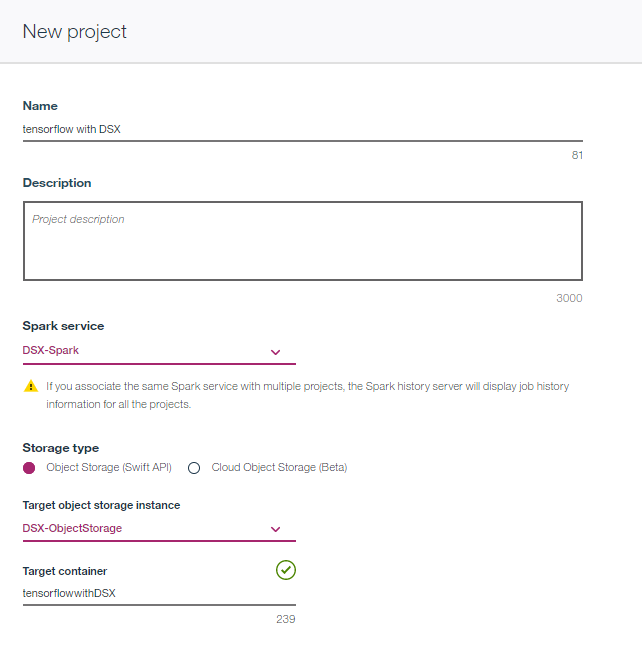 New project
Name
tensorflow with DSX
81
Description
Project description
3000
Spark service
DSX-Spark
If you associate the same Spark service with multiple projects, the Spark history server will display job history
information for all the projects.
Storage type
Object Storage (Swift API) Cloud Object Storage (Beta)
Target object storage instance
DSX-ObjectStorage
Target container
tensorflowwithDSX
239